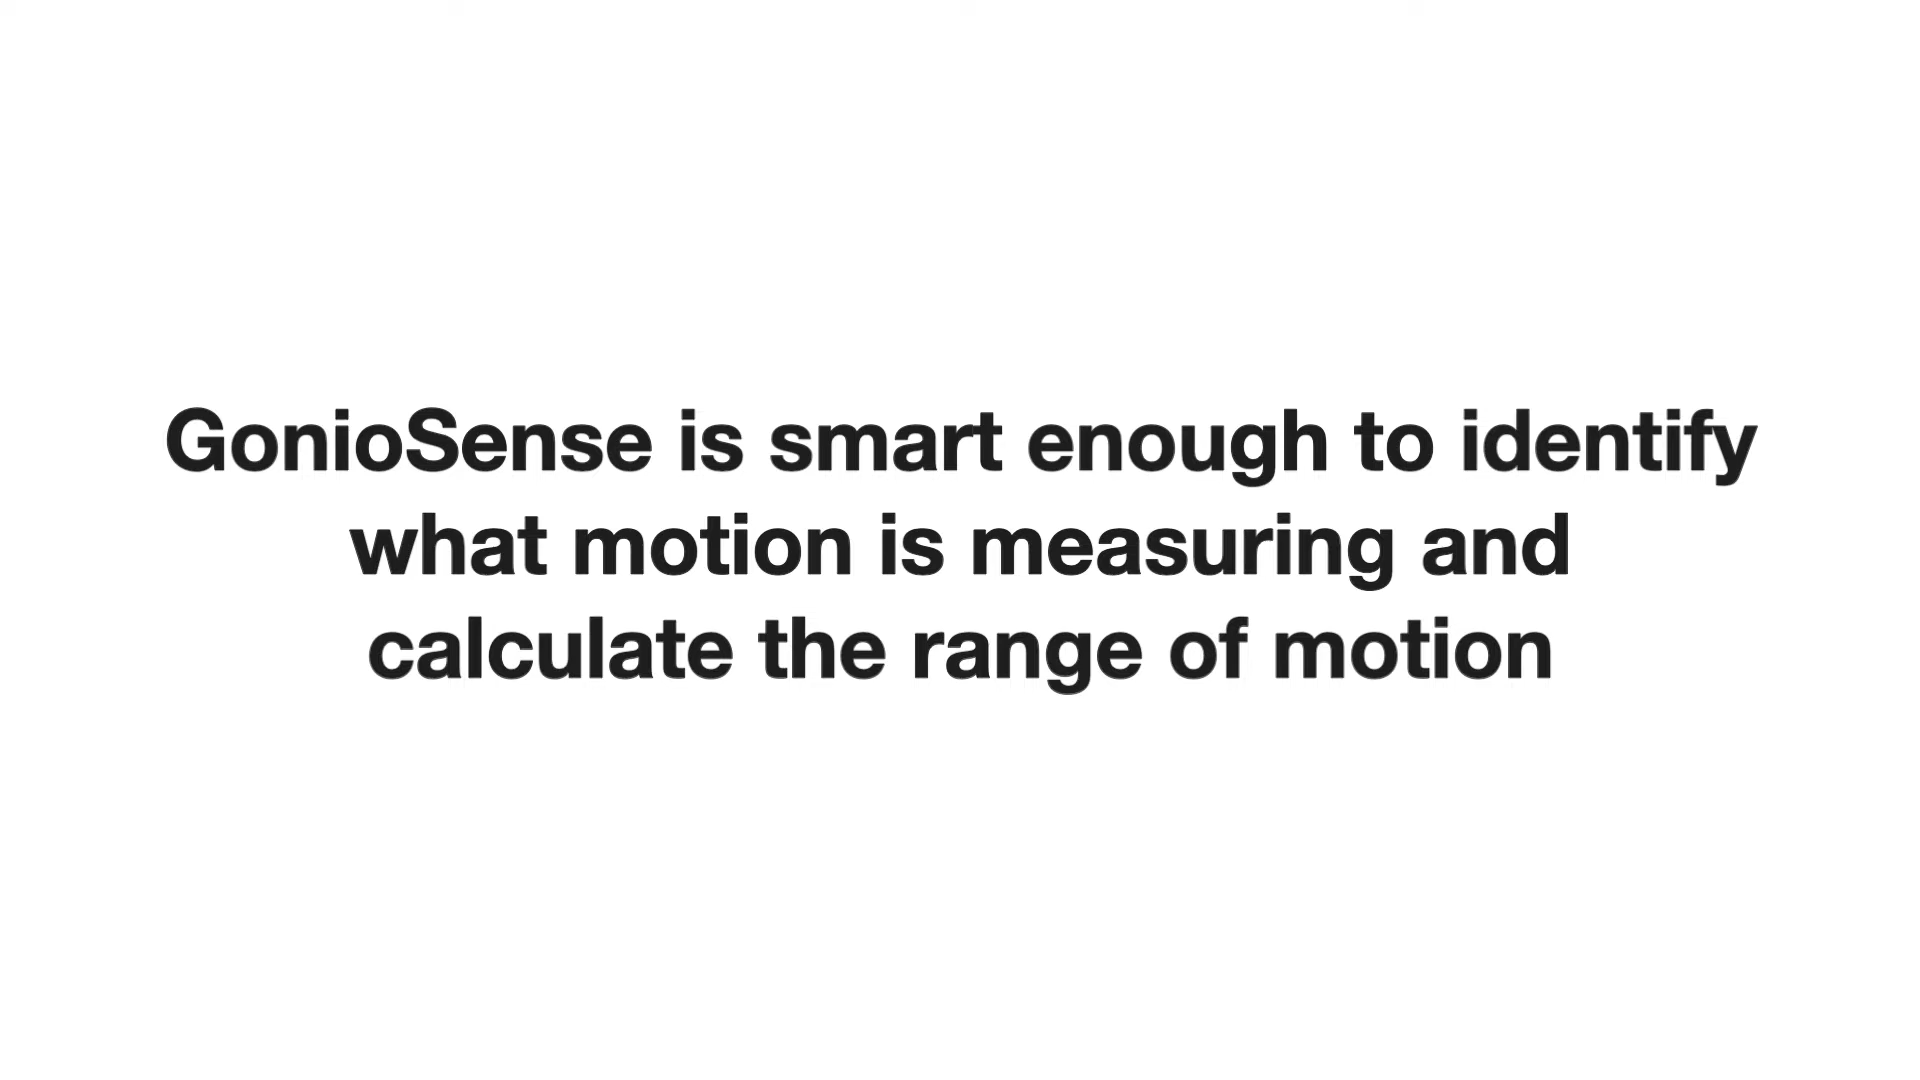 GonioSense is smart enough to identify
what motion is measuring and
calculate the range of motion